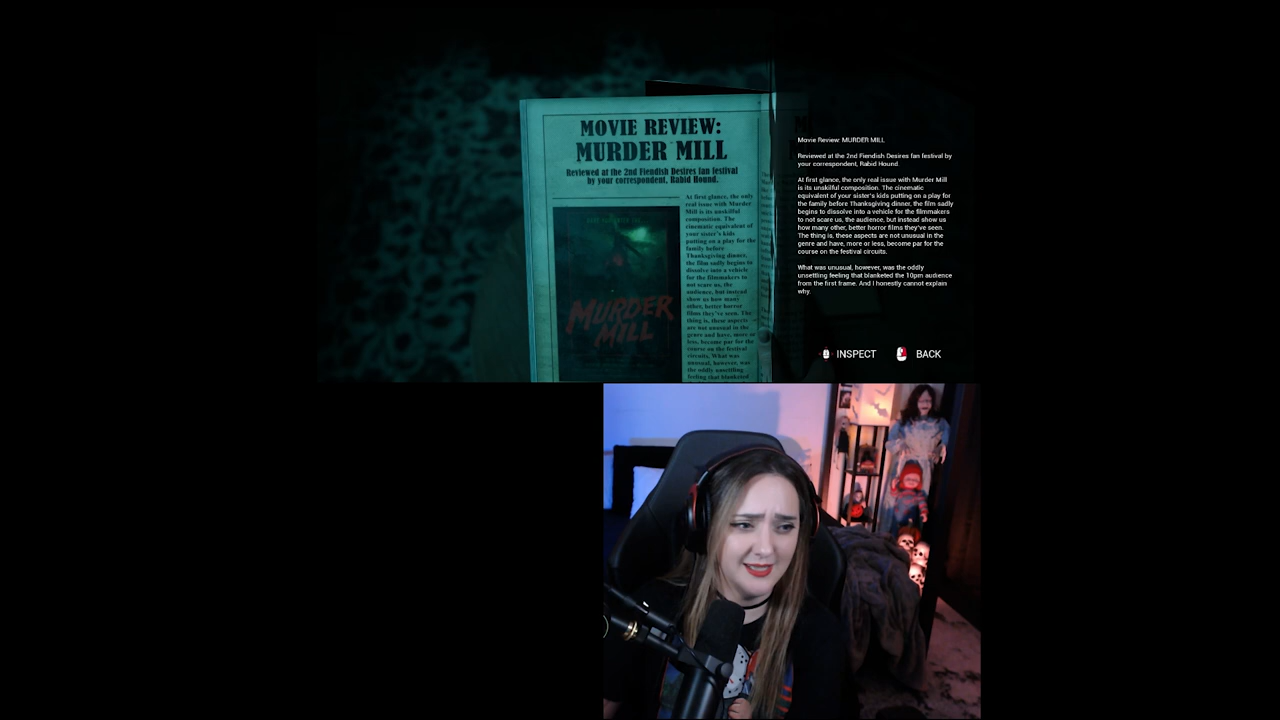 MOVIE REVIEW:
MURDER MILL
Reviewed at the 2nd Fiendish Desires fan festival
by your correspondent, Rabid Hound.
At first glance, the only
real issue with Murder
Mill is its unskilful
composition. The
cinematic equivalent of
your sister's kids
putting on a play for the
family before
Thanksgiving dinner,
the film sadly begins to
dissolve into a vehicle
for the filmmakers to
not scare us, the
audience, but instead
show us how many
other, better horror
films they've seen. The
thing is, these aspects
are not unusual in the
genre and have, more or
less, become par for the
course on the festival
circuits. What was
unusual, however, was
the oddly unsettling
feeling that blanketed
MURDER
MILL
Movie Review: MURDER MILL
Reviewed at the 2nd Fiendish Desires fan festival by
your correspondent, Rabid Hound
At first glance, the only real issue with Murder Mill
is its unskilful composition. The cinematic
equivalent of your sister's kids putting on a play for
the family before Thanksgiving dinner, the film sadly
begins to dissolve into a vehicle for the filmmakers
to not scare us, the audience, but instead show us
how many other, better horror films they've seen.
The thing is, these aspects are not unusual in the
genre and have, more or less, become par for the
course on the festival circuits.
What was unusual, however, was the oddly
unsettling feeling that blanketed the 10pm audience
from the first frame. And I honestly cannot explain
why.
INSPECT
BACK